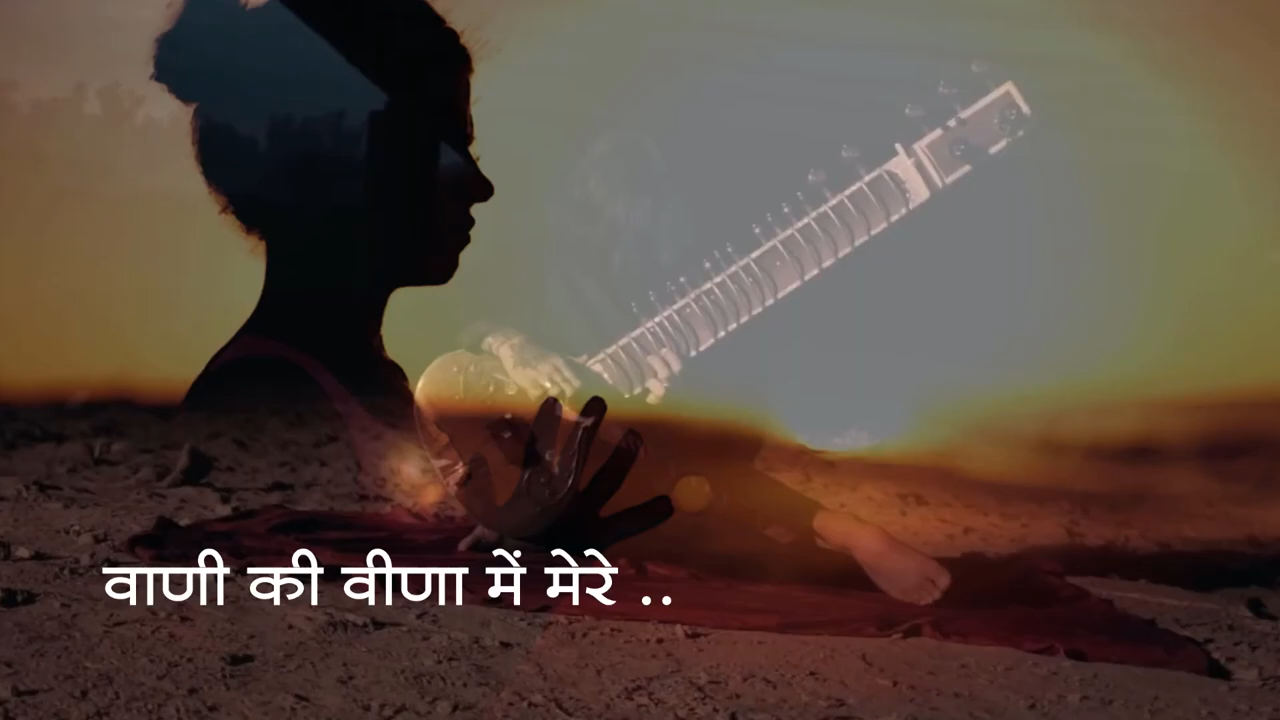 वाणी की वीणा में मेरे ..